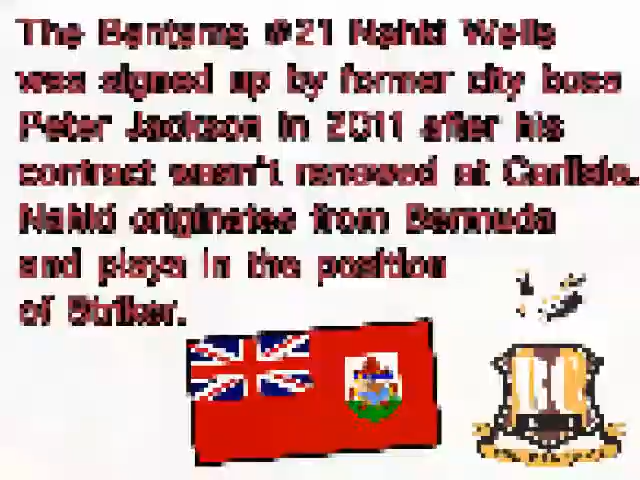 The Bantams #21 Nahki Wells
was signed up by former city boss
Peter Jackson in 2011 after his
contract wasn't renewed at Carlisle.
Nahki originates from Bermuda
and plays in the position
of Striker.